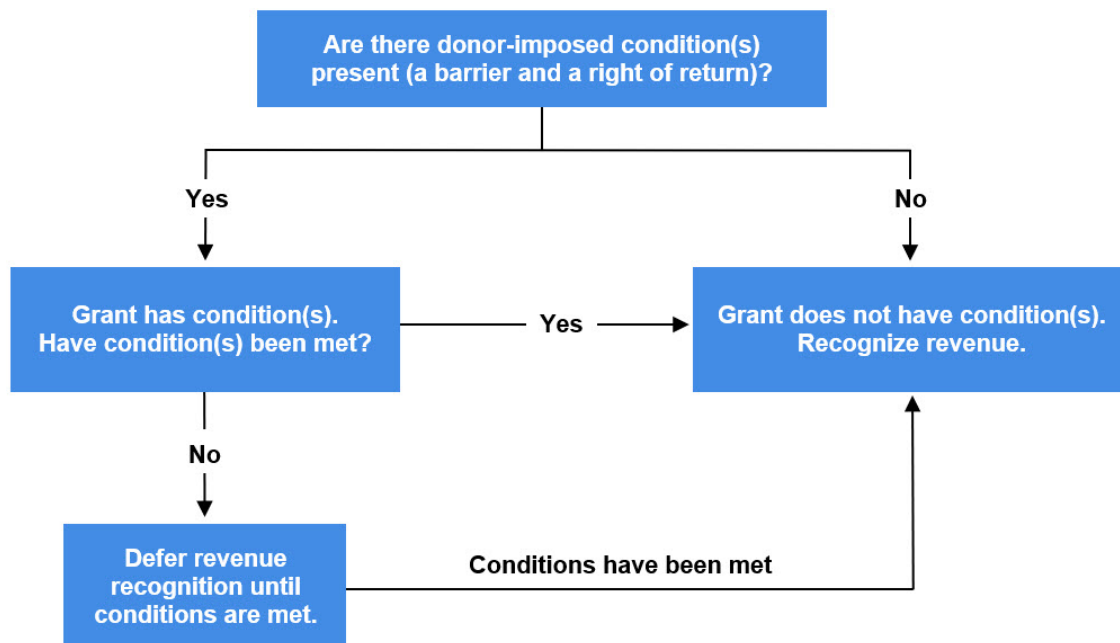 Are there donor-imposed condition(s)
present (a barrier and a right of return)?
Yes
No
Grant has condition(s).
Have condition(s) been met?
Yes
Grant does not have condition(s).
Recognize revenue.
No
Defer revenue
recognition until
conditions are met.
Conditions have been met